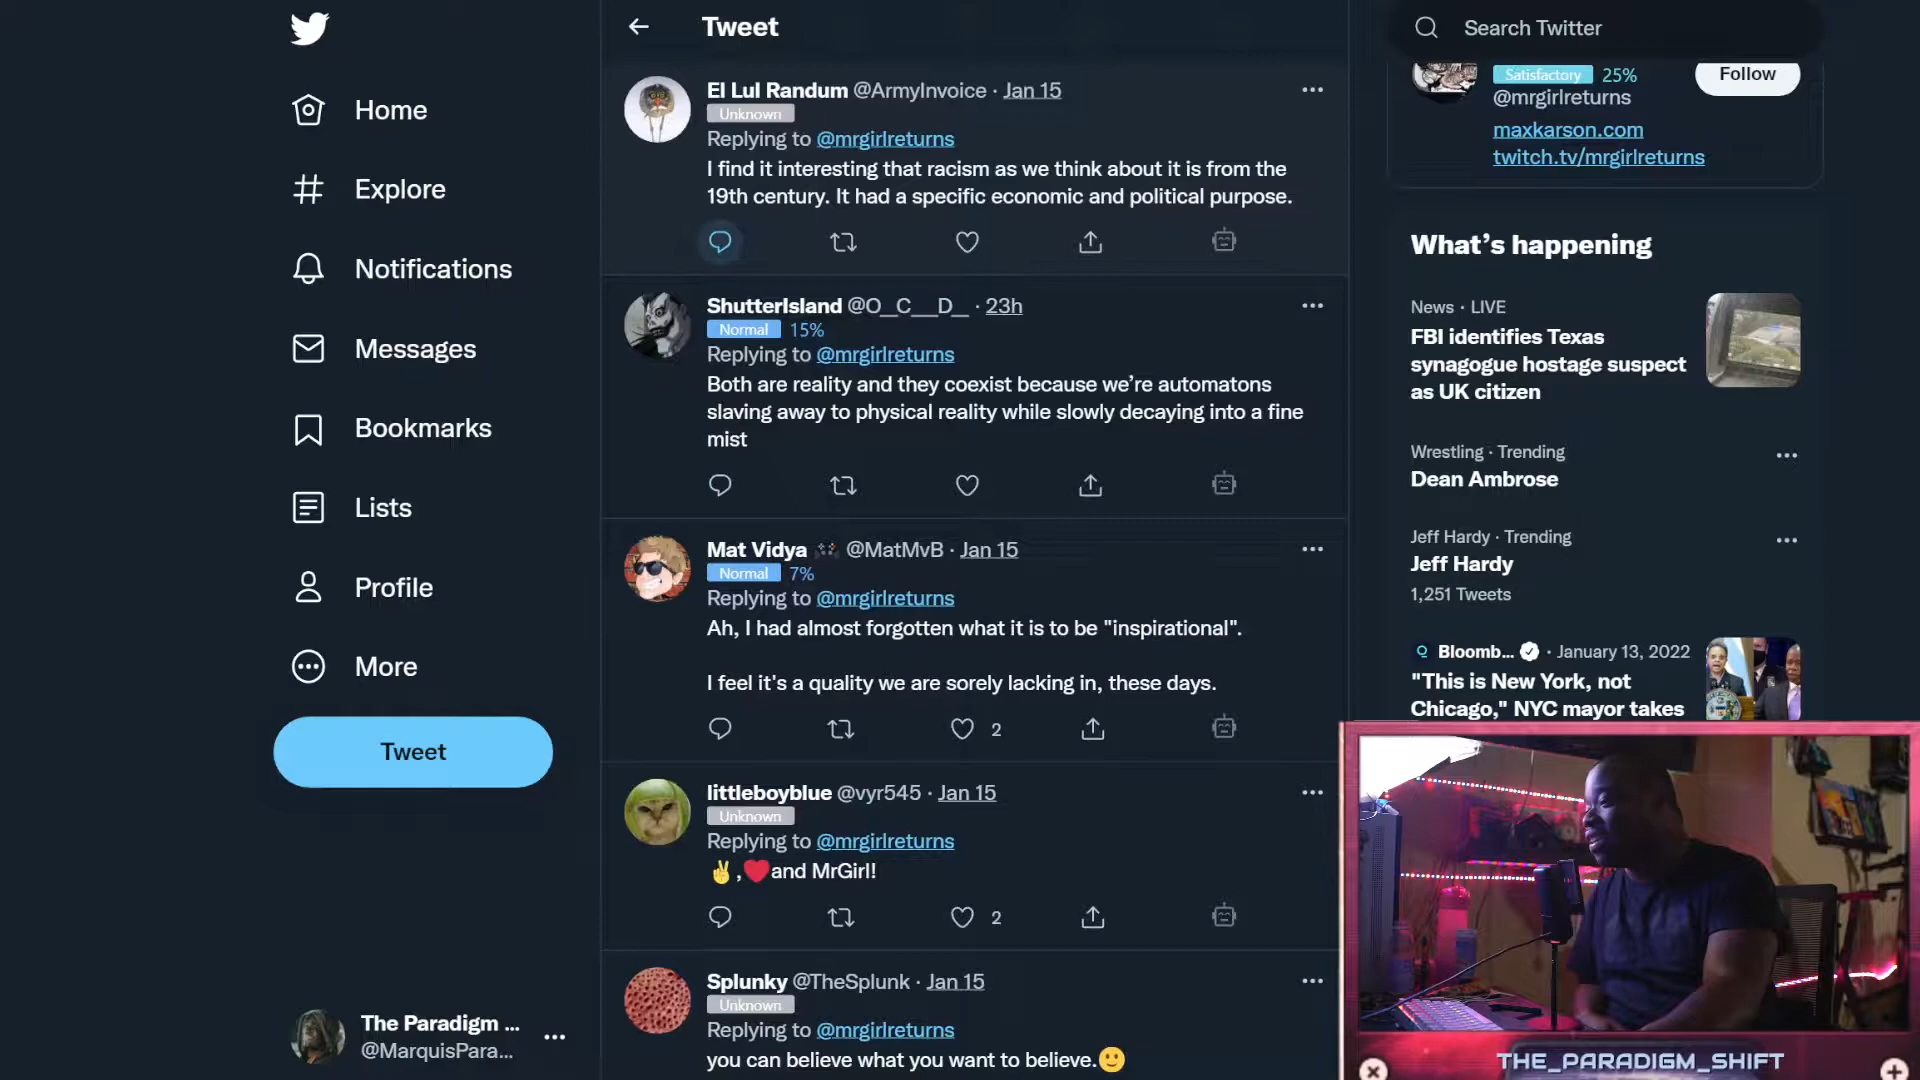 Home
Explore
Notifications
Messages
Bookmarks
Lists
Profile
More
Tweet
The Paradigm ...
@MarquisPara...
Tweet
El Lul Randum @ArmyInvoice · Jan 15
Unknown
Replying to @mrgirlreturns
I find it interesting that racism as we think about it is from the
19th century. It had a specific economic and political purpose.
ShutterIsland @O__C___D__ · 23h
Normal 15%
Replying to @mrgirlreturns
Both are reality and they coexist because we’re automatons
slaving away to physical reality while slowly decaying into a fine
mist
Mat Vidya 🎮 @MatMvB · Jan 15
Normal 7%
Replying to @mrgirlreturns
Ah, I had almost forgotten what it is to be "inspirational".
I feel it's a quality we are sorely lacking in, these days.
2
littleboyblue @vyr545 · Jan 15
Unknown
Replying to @mrgirlreturns
✌️,❤️and MrGirl!
2
Splunky @TheSplunk · Jan 15
Unknown
Replying to @mrgirlreturns
you can believe what you want to believe.🙂
Search Twitter
Satisfactory 25%
@mrgirlreturns
Follow
maxkarson.com
twitch.tv/mrgirlreturns
What’s happening
News · LIVE
FBI identifies Texas
synagogue hostage suspect
as UK citizen
Wrestling · Trending
Dean Ambrose
Jeff Hardy · Trending
Jeff Hardy
1,251 Tweets
Bloomb... · January 13, 2022
"This is New York, not
Chicago," NYC mayor takes
THE_PARADIGM_SHIFT